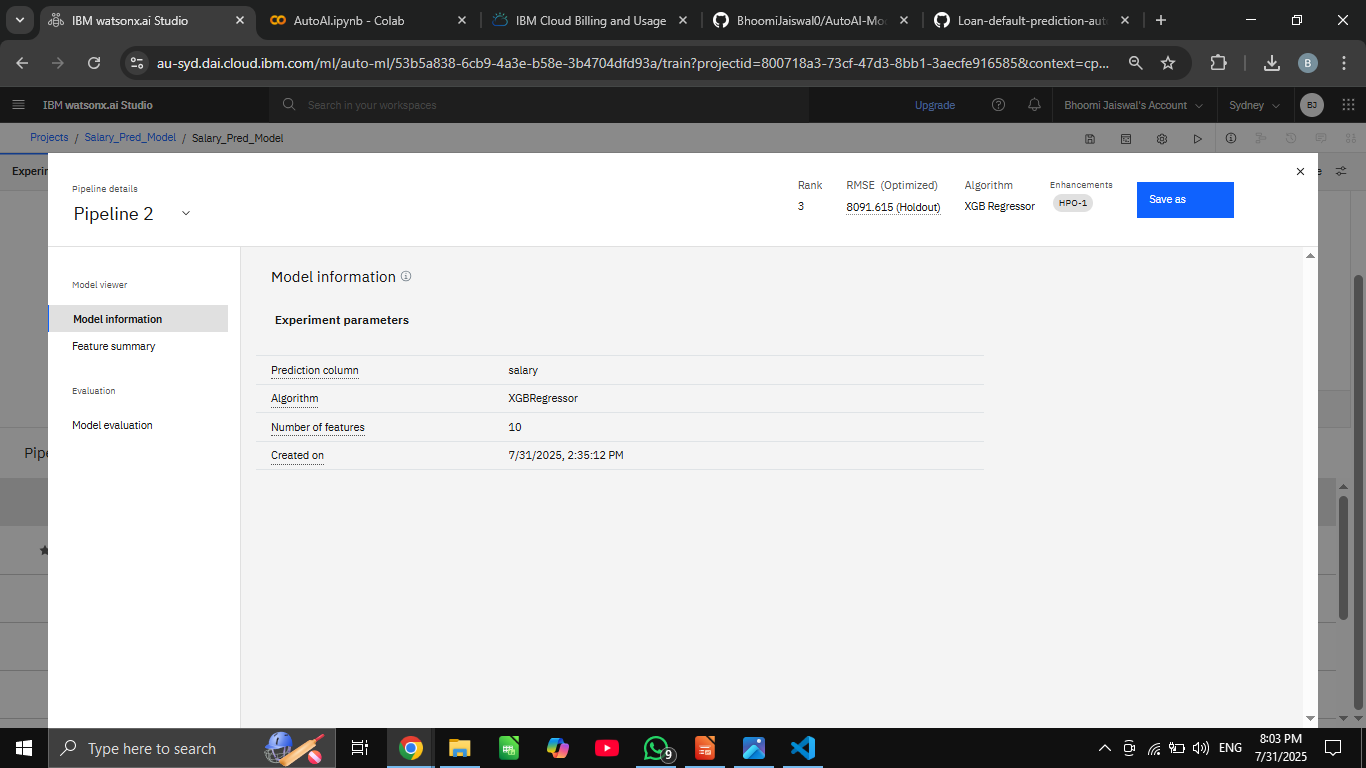 IBM watsonx.ai Studio
AutoAI.ipynb - Colab
IBM Cloud Billing and Usage
BhoomiJaiswal0/AutoAI-Mo
Loan-default-prediction-aut
au-syd.dai.cloud.ibm.com/ml/auto-ml/53b5a838-6cb9-4a3e-b58e-3b4704dfd93a/train?projectid=800718a3-73cf-47d3-8bb1-3aecfe916585&context=cp...
B
IBM watsonx.ai Studio
Search in your workspaces
Upgrade
Bhoomi Jaiswal's Account
Sydney
BJ
Projects / Salary_Pred_Model / Salary_Pred_Model
Experin
Pipeline details
Pipeline 2
Rank
3
RMSE (Optimized)
8091.615 (Holdout)
Algorithm
XGB Regressor
Enhancements
HPO-1
Save as
Model viewer
Model information
Feature summary
Evaluation
Model evaluation
Model information
Experiment parameters
Prediction column salary
Algorithm XGBRegressor
Number of features 10
Created on 7/31/2025, 2:35:12 PM
Pipe
Type here to search
9
ENG
8:03 PM
7/31/2025